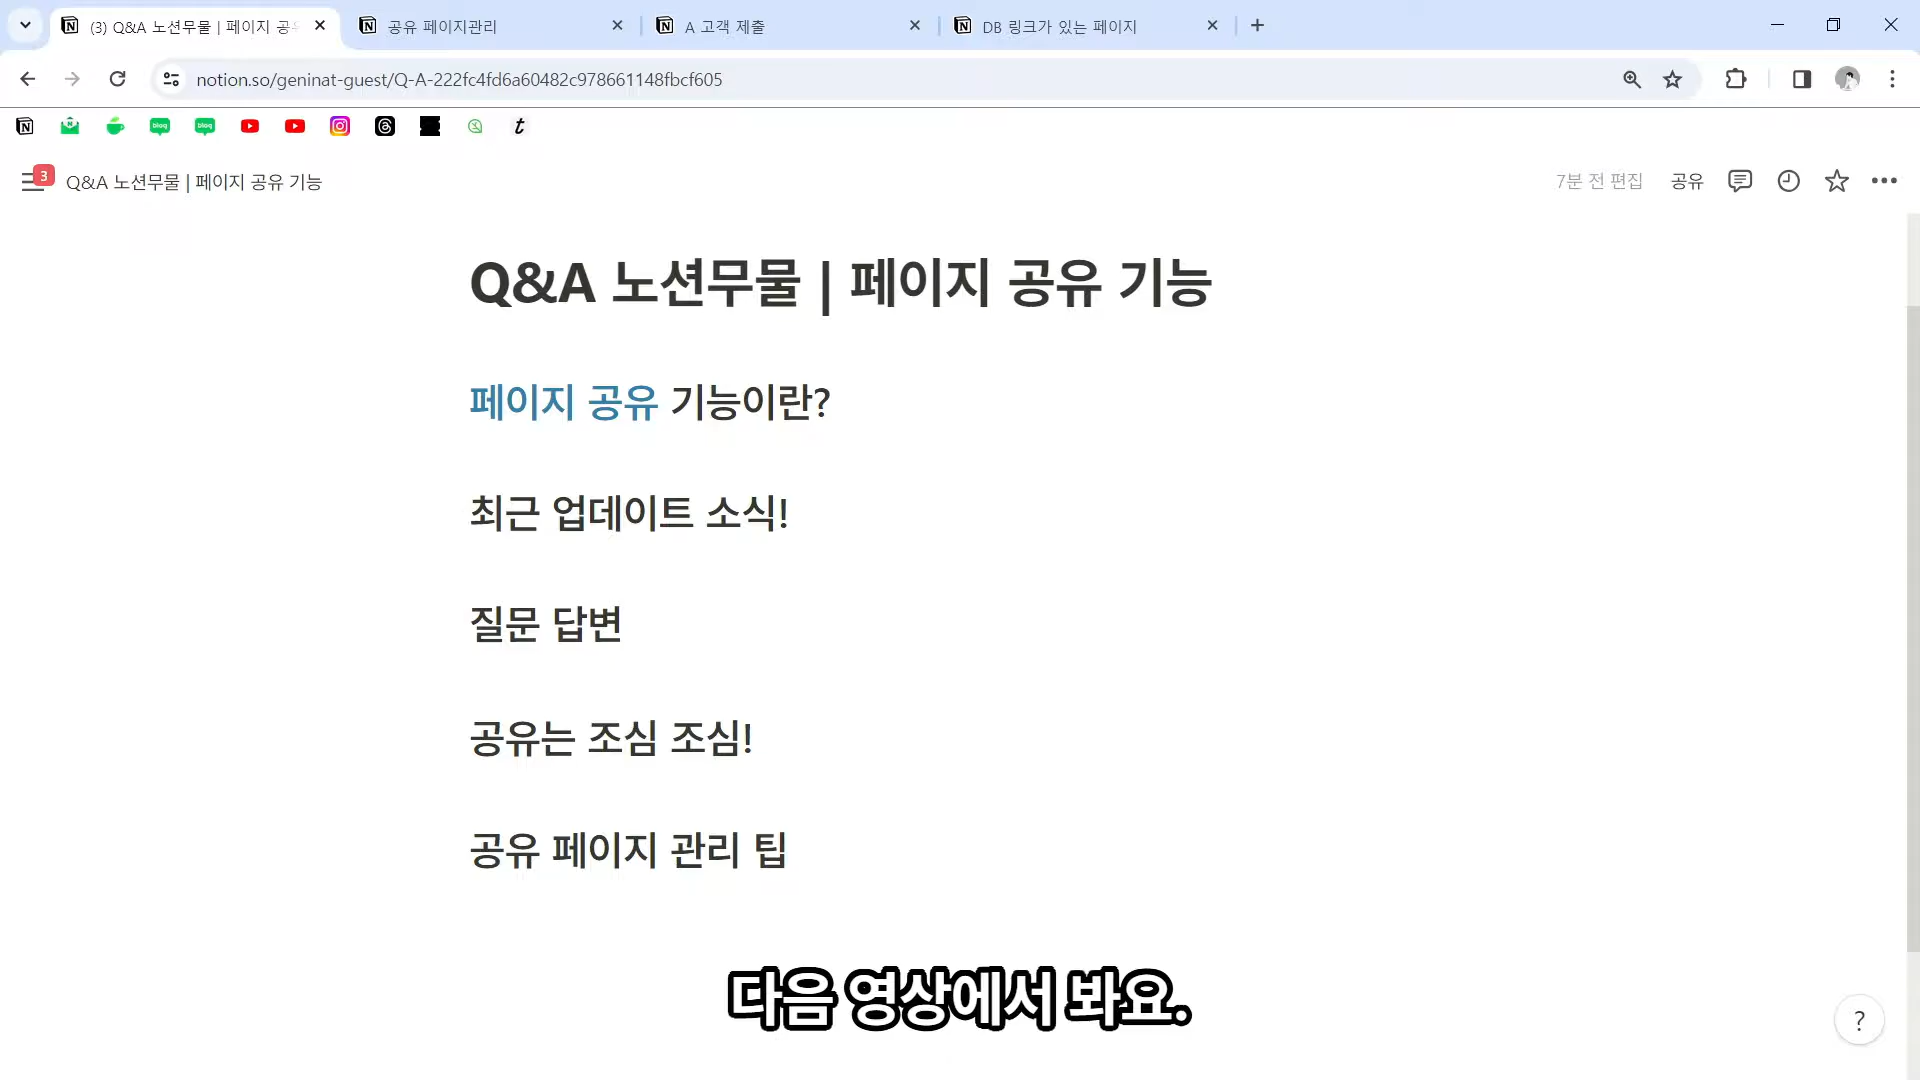 (3) Q&A 노션무물 | 페이지 공유
공유 페이지관리
A 고객 제출
DB 링크가 있는 페이지
notion.so/geninat-guest/Q-A-222fc4fd6a60482c978661148fbcf605
blog
blog
3
Q&A 노션무물 | 페이지 공유 기능
7분 전 편집
공유
Q&A 노션무물 | 페이지 공유 기능
페이지 공유 기능이란?
최근 업데이트 소식!
질문 답변
공유는 조심 조심!
공유 페이지 관리 팁
다음 영상에서 봐요.
?